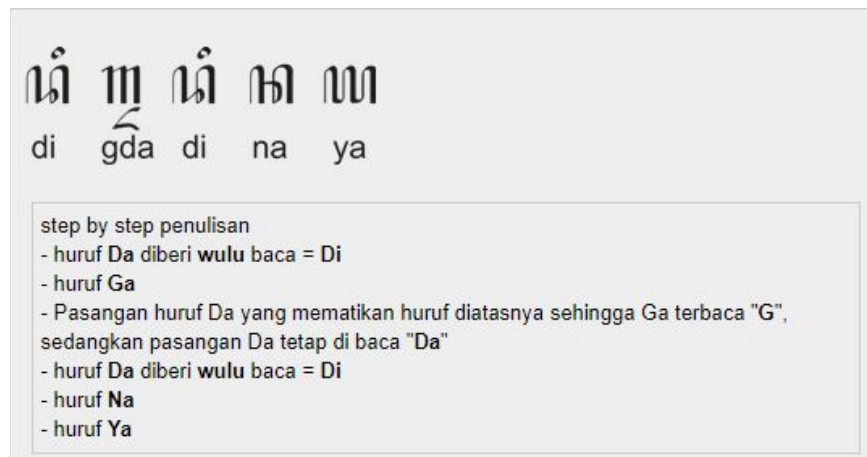 ꦢꦶ ꦒ꧀ꦢ ꦢꦶ ꦤ ꦪ
di gda di na ya
step by step penulisan
- huruf Da diberi wulu baca = Di
- huruf Ga
- Pasangan huruf Da yang mematikan huruf diatasnya sehingga Ga terbaca "G",
sedangkan pasangan Da tetap di baca "Da"
- huruf Da diberi wulu baca = Di
- huruf Na
- huruf Ya